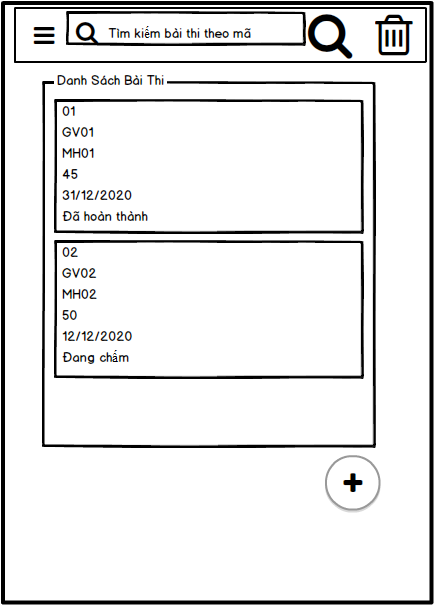 Tìm kiếm bài thi theo mã
Danh Sách Bài Thi
01
GV01
MH01
45
31/12/2020
Đã hoàn thành
02
GV02
MH02
50
12/12/2020
Đang chấm